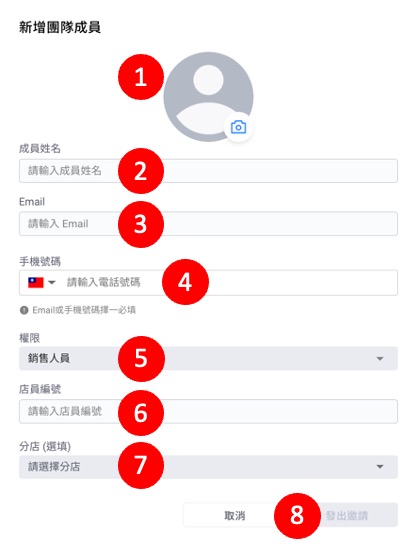 新增團隊成員
1
成員姓名
請輸入成員姓名
2
Email
請輸入 Email
3
手機號碼
請輸入電話號碼
4
Email或手機號碼擇一必填
權限
銷售人員
5
店員編號
請輸入店員編號
6
分店 (選填)
請選擇分店
7
取消
8
發出邀請